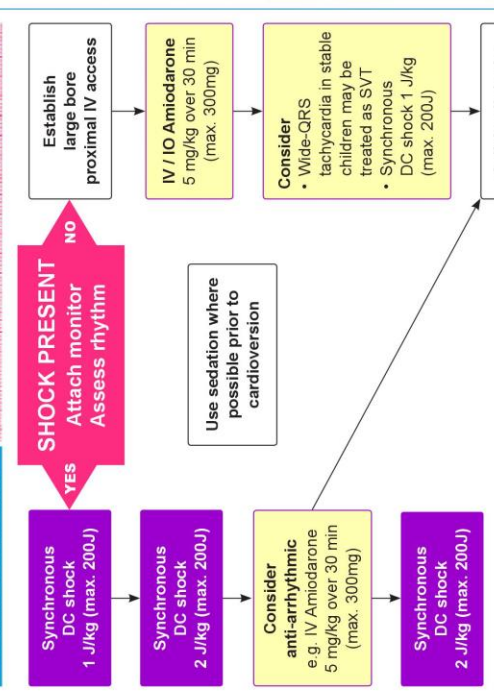 SHOCK PRESENT
Attach monitor
Assess rhythm
YES
NO
Synchronous
DC shock
1 J/kg (max. 200J)
Synchronous
DC shock
2 J/kg (max. 200J)
Consider
anti-arrhythmic
e.g. IV Amiodarone
5 mg/kg over 30 min
(max. 300mg)
Synchronous
DC shock
2 J/kg (max. 200J)
Use sedation where
possible prior to
cardioversion
Establish
large bore
proximal IV access
IV / IO Amiodarone
5 mg/kg over 30 min
(max. 300mg)
Consider
• Wide-QRS
tachycardia in stable
children may be
treated as SVT
• Synchronous
DC shock 1 J/kg
(max. 200J)